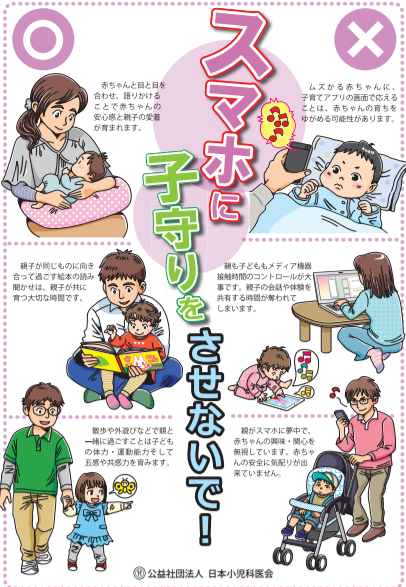 スマホに
子守りを
させないで!
赤ちゃんと目と目を
合わせ、語りかける
ことで赤ちゃんの
安心感と親子の愛着
が育まれます。
ムズかる赤ちゃんに、
子育てアプリの画面で応える
ことは、赤ちゃんの育ちを
ゆがめる可能性があります。
親子が同じものに向き
合って過ごす絵本の読み
聞かせは、親子が共に
育つ大切な時間です。
親も子どももメディア機器
接触時間のコントロールが大
事です。親子の会話や体験を
共有する時間が奪われて
しまいます。
散歩や外遊びなどで親と
一緒に過ごすことは子ども
の体力・運動能力そして
五感や共感力を育みます。
親がスマホに夢中で、
赤ちゃんの興味・関心を
無視しています。赤ちゃ
んの安全に気配りが出
来ていません。
公益社団法人 日本小児科医会